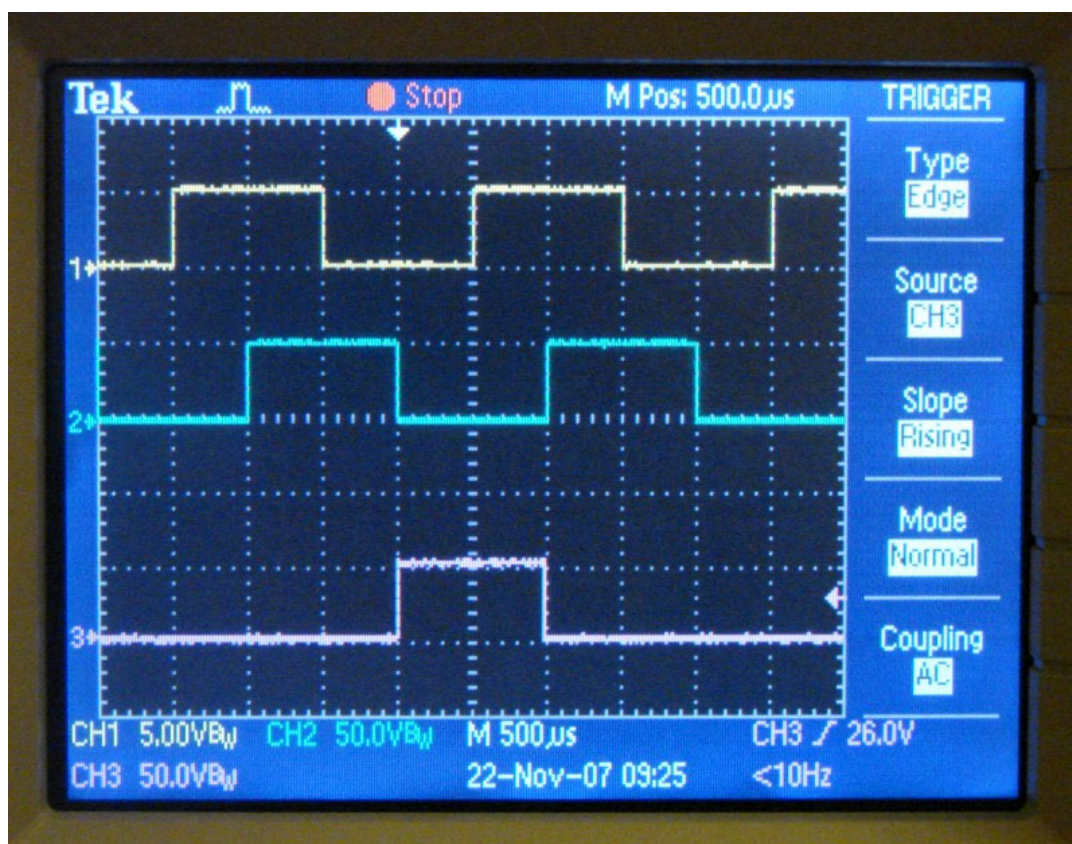 Tek Stop M Pos: 500.0µs TRIGGER
Type
Edge
Source
CH3
Slope
Rising
Mode
Normal
Coupling
AC
1
2
3
CH1 5.00VBW CH2 50.0VBW M 500µs CH3 26.0V
CH3 50.0VBW 22-Nov-07 09:25 <10Hz